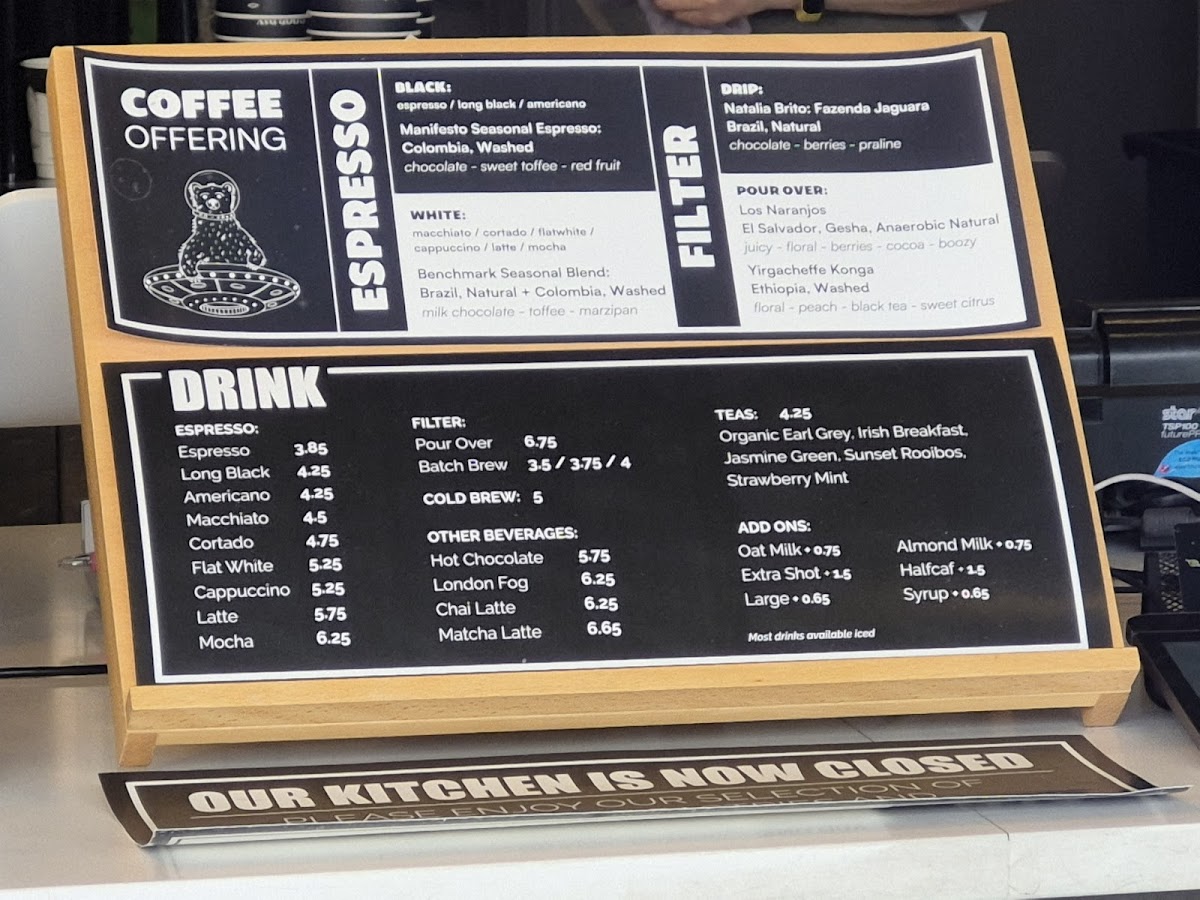 COFFEE
OFFERING
ESPRESSO
BLACK:
espresso / long black / americano
Manifesto Seasonal Espresso:
Colombia, Washed
chocolate - sweet toffee - red fruit
WHITE:
macchiato / cortado / flatwhite /
cappuccino / latte / mocha
Benchmark Seasonal Blend:
Brazil, Natural + Colombia, Washed
milk chocolate - toffee - marzipan
FILTER
DRIP:
Natalia Brito: Fazenda Jaguara
Brazil, Natural
chocolate - berries - praline
POUR OVER:
Los Naranjos
El Salvador, Gesha, Anaerobic Natural
juicy - floral - berries - cocoa - boozy
Yirgacheffe Konga
Ethiopia, Washed
floral - peach - black tea - sweet citrus
DRINK
ESPRESSO:
Espresso 3.85
Long Black 4.25
Americano 4.25
Macchiato 4.5
Cortado 4.75
Flat White 5.25
Cappuccino 5.25
Latte 5.75
Mocha 6.25
FILTER:
Pour Over 6.75
Batch Brew 3.5 / 3.75 / 4
COLD BREW: 5
OTHER BEVERAGES:
Hot Chocolate 5.75
London Fog 6.25
Chai Latte 6.25
Matcha Latte 6.65
TEAS: 4.25
Organic Earl Grey, Irish Breakfast,
Jasmine Green, Sunset Rooibos,
Strawberry Mint
ADD ONS:
Oat Milk + 0.75 Almond Milk + 0.75
Extra Shot + 1.5 Halfcaf + 1.5
Large + 0.65 Syrup + 0.65
Most drinks available iced
star
TSP100
OUR KITCHEN IS NOW CLOSED
PLEASE ENJOY OUR SELECTION OF